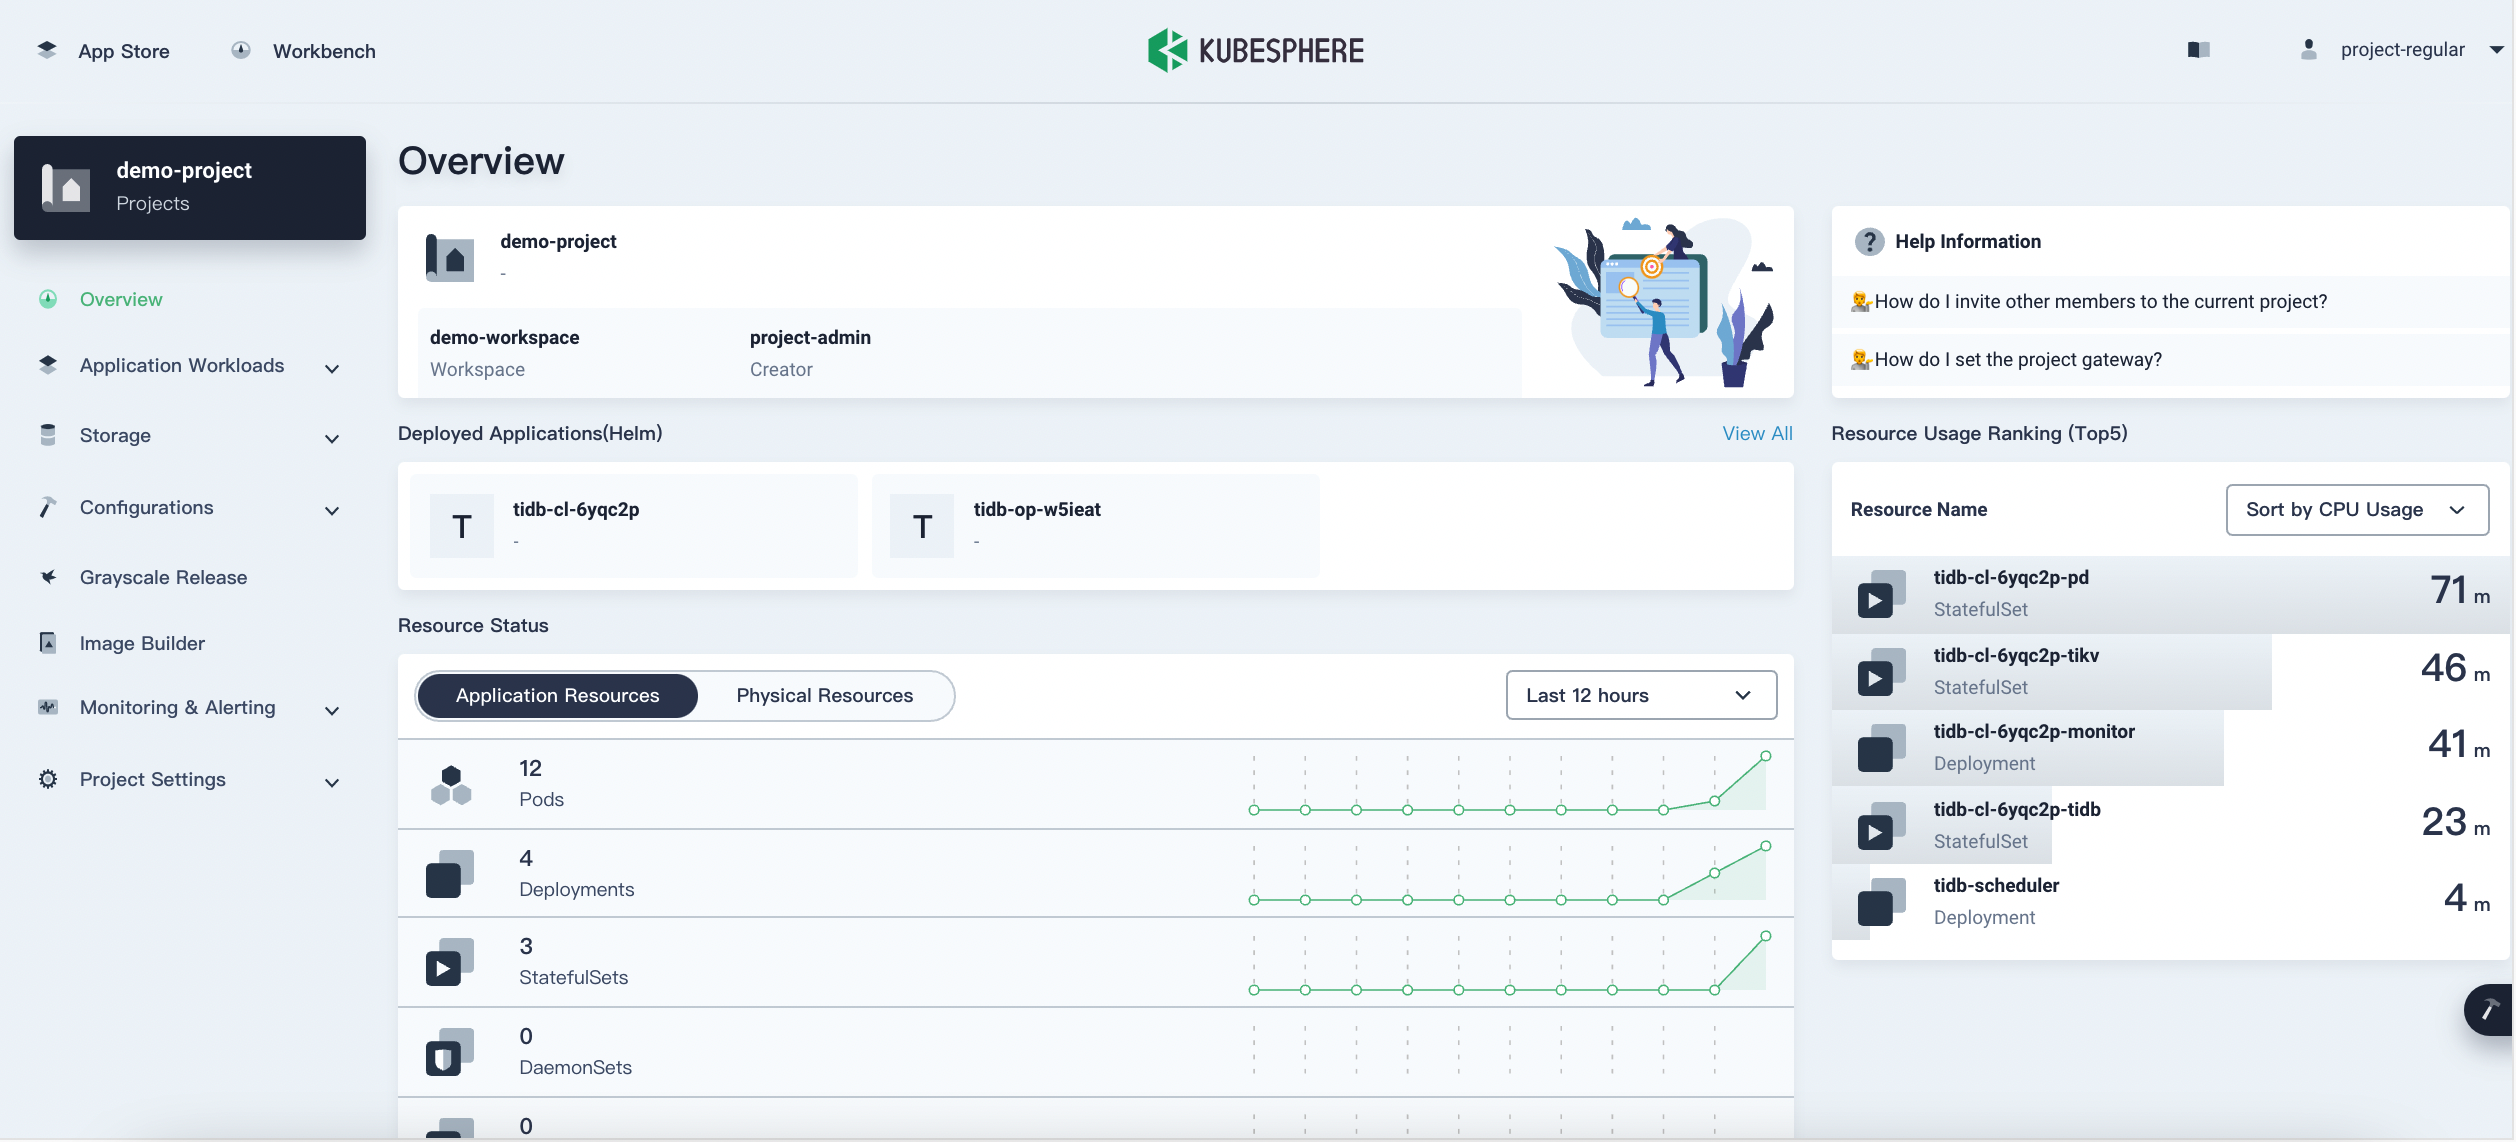 App Store
Workbench
KUBESPHERE
project-regular
demo-project
Projects
Overview
Application Workloads
Storage
Configurations
Grayscale Release
Image Builder
Monitoring & Alerting
Project Settings
Overview
demo-project
-
demo-workspace
Workspace
project-admin
Creator
Help Information
How do I invite other members to the current project?
How do I set the project gateway?
Deployed Applications(Helm)
View All
T
tidb-cl-6yqc2p
-
T
tidb-op-w5ieat
-
Resource Status
Application Resources
Physical Resources
Last 12 hours
12
Pods
4
Deployments
3
StatefulSets
0
DaemonSets
0
Resource Usage Ranking (Top5)
Resource Name
Sort by CPU Usage
tidb-cl-6yqc2p-pd
StatefulSet
71 m
tidb-cl-6yqc2p-tikv
StatefulSet
46 m
tidb-cl-6yqc2p-monitor
Deployment
41 m
tidb-cl-6yqc2p-tidb
StatefulSet
23 m
tidb-scheduler
Deployment
4 m